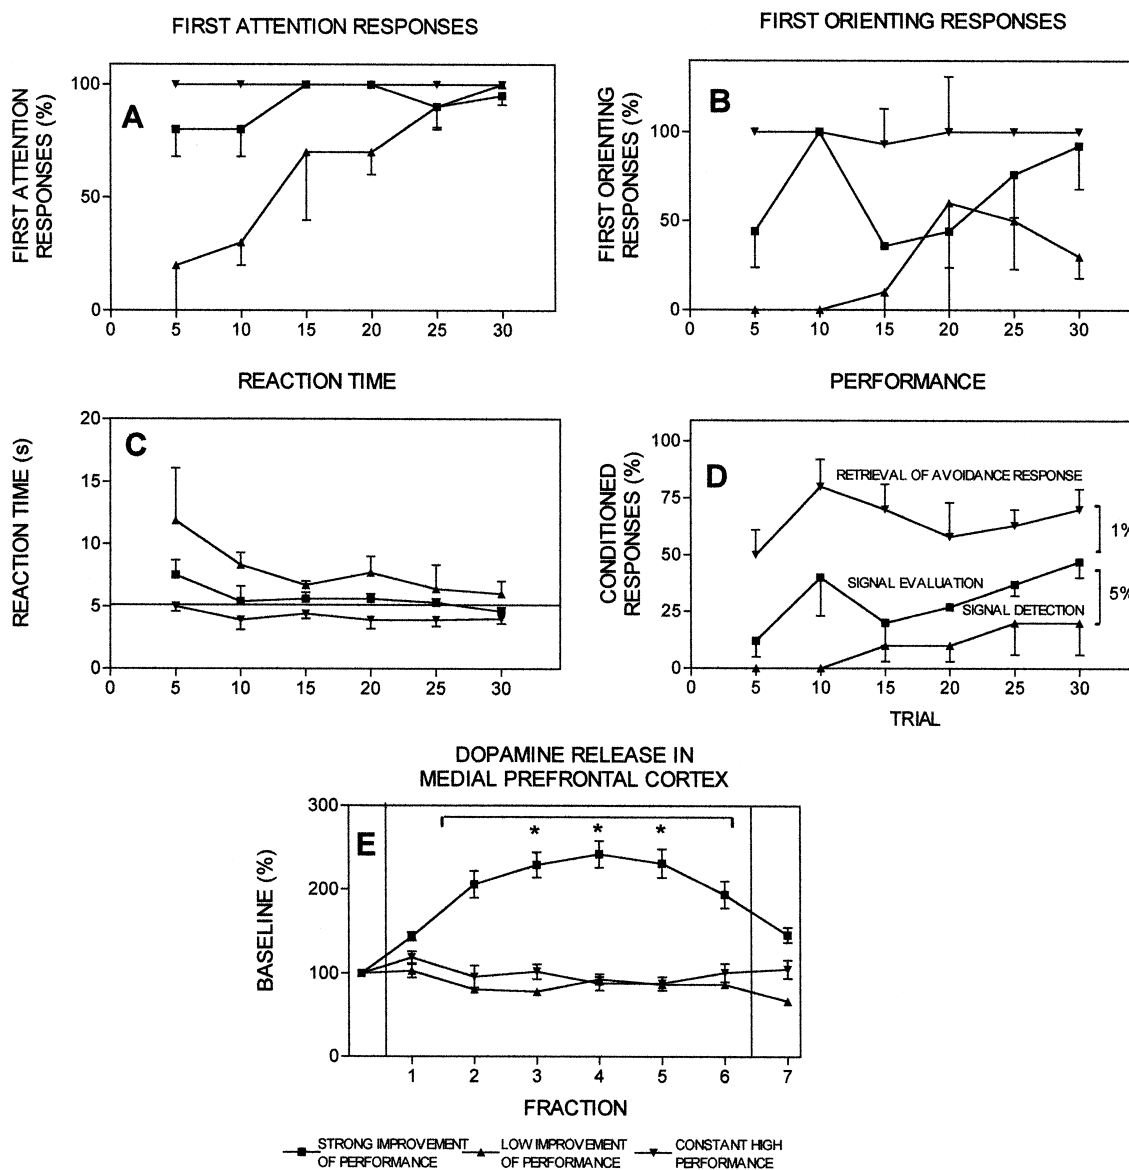 FIRST ATTENTION RESPONSES
FIRST ATTENTION
RESPONSES (%)
A
100
50
0
0 5 10 15 20 25 30
FIRST ORIENTING RESPONSES
FIRST ORIENTING
RESPONSES (%)
B
100
50
0
0 5 10 15 20 25 30
REACTION TIME
REACTION TIME (s)
C
20
15
10
5
0
0 5 10 15 20 25 30
PERFORMANCE
CONDITIONED
RESPONSES (%)
D
100
75
50
25
0
RETRIEVAL OF AVOIDANCE RESPONSE
1%
SIGNAL EVALUATION
5%
SIGNAL DETECTION
0 5 10 15 20 25 30
TRIAL
DOPAMINE RELEASE IN
MEDIAL PREFRONTAL CORTEX
BASELINE (%)
E
300
200
100
0
* * *
1 2 3 4 5 6 7
FRACTION
STRONG IMPROVEMENT
OF PERFORMANCE
LOW IMPROVEMENT
OF PERFORMANCE
CONSTANT HIGH
PERFORMANCE